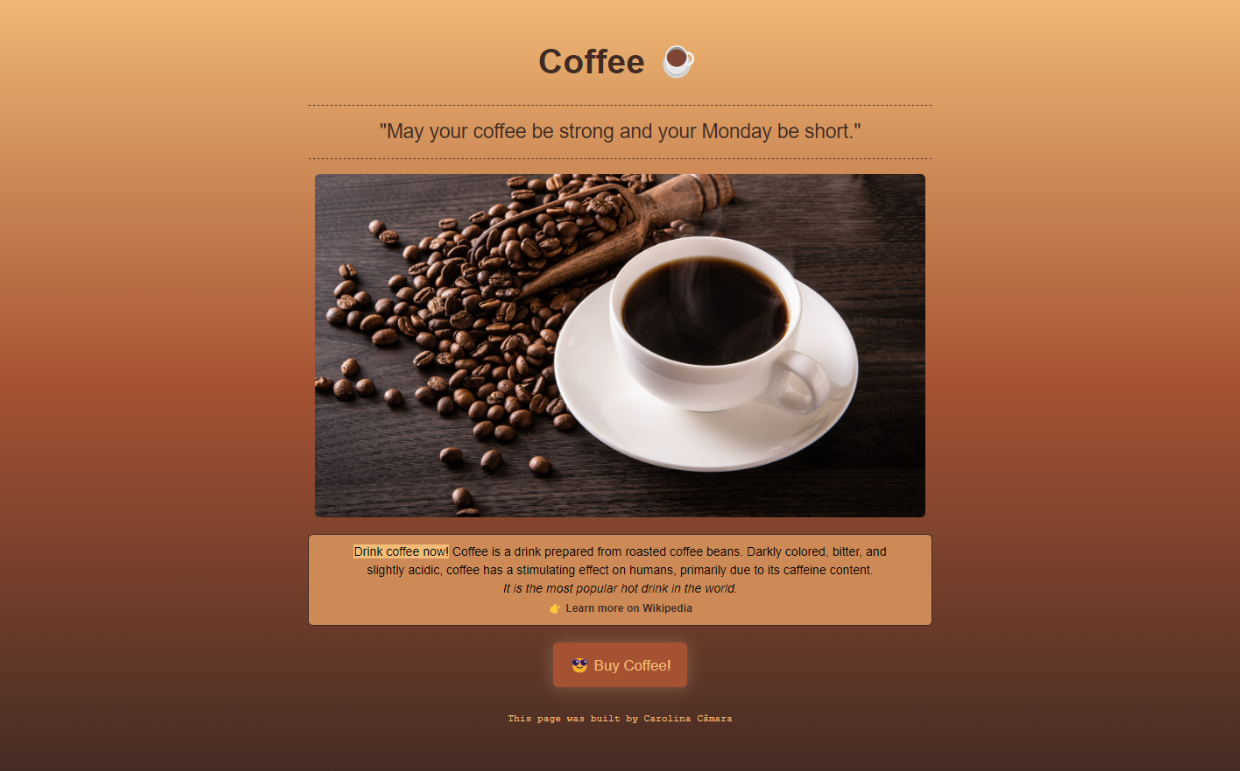 Coffee ☕
"May your coffee be strong and your Monday be short."
Drink coffee now! Coffee is a drink prepared from roasted coffee beans. Darkly colored, bitter, and
slightly acidic, coffee has a stimulating effect on humans, primarily due to its caffeine content.
It is the most popular hot drink in the world.
👉 Learn more on Wikipedia
😎 Buy Coffee!
This page was built by Carolina Câmara